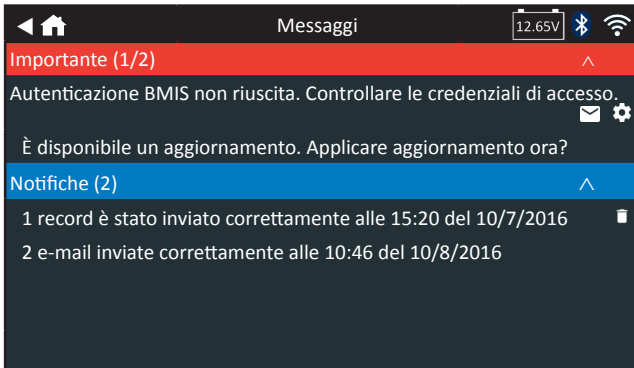 Messaggi
12.65V
Importante (1/2)
Autenticazione BMIS non riuscita. Controllare le credenziali di accesso.
È disponibile un aggiornamento. Applicare aggiornamento ora?
Notifiche (2)
1 record è stato inviato correttamente alle 15:20 del 10/7/2016
2 e-mail inviate correttamente alle 10:46 del 10/8/2016